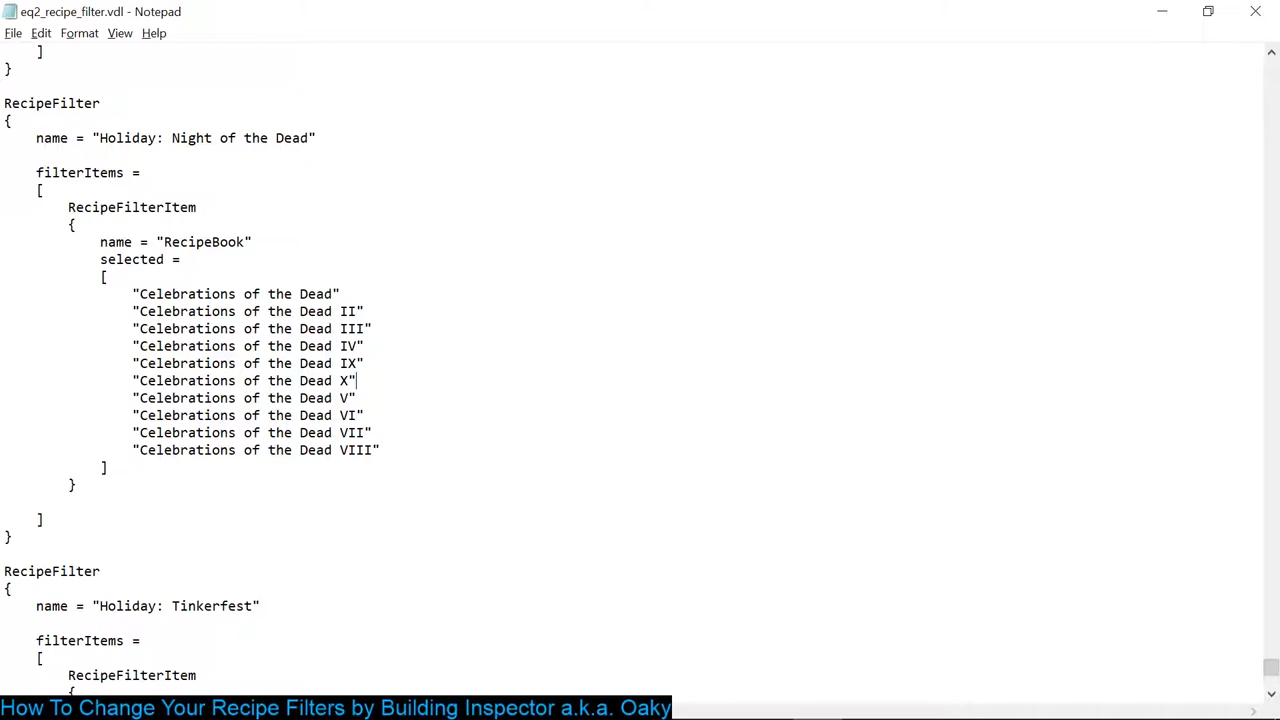 eq2_recipe_filter.vdl - Notepad
File Edit Format View Help
]
}
RecipeFilter
{
name = "Holiday: Night of the Dead"
filterItems =
[
RecipeFilterItem
{
name = "RecipeBook"
selected =
[
"Celebrations of the Dead"
"Celebrations of the Dead II"
"Celebrations of the Dead III"
"Celebrations of the Dead IV"
"Celebrations of the Dead IX"
"Celebrations of the Dead X"
"Celebrations of the Dead V"
"Celebrations of the Dead VI"
"Celebrations of the Dead VII"
"Celebrations of the Dead VIII"
]
}
]
}
RecipeFilter
{
name = "Holiday: Tinkerfest"
filterItems =
[
RecipeFilterItem
{
How To Change Your Recipe Filters by Building Inspector a.k.a. Oaky